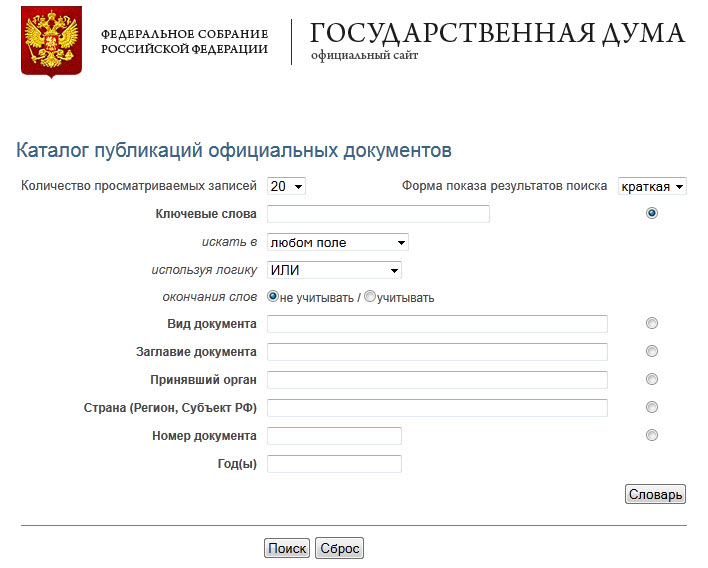 ФЕДЕРАЛЬНОЕ СОБРАНИЕ
РОССИЙСКОЙ ФЕДЕРАЦИИ
ГОСУДАРСТВЕННАЯ ДУМА
официальный сайт
Каталог публикаций официальных документов
Количество просматриваемых записей 20 Форма показа результатов поиска краткая
Ключевые слова
искать в любом поле
используя логику ИЛИ
окончания слов не учитывать / учитывать
Вид документа
Заглавие документа
Принявший орган
Страна (Регион, Субъект РФ)
Номер документа
Год(ы)
Словарь
Поиск Сброс